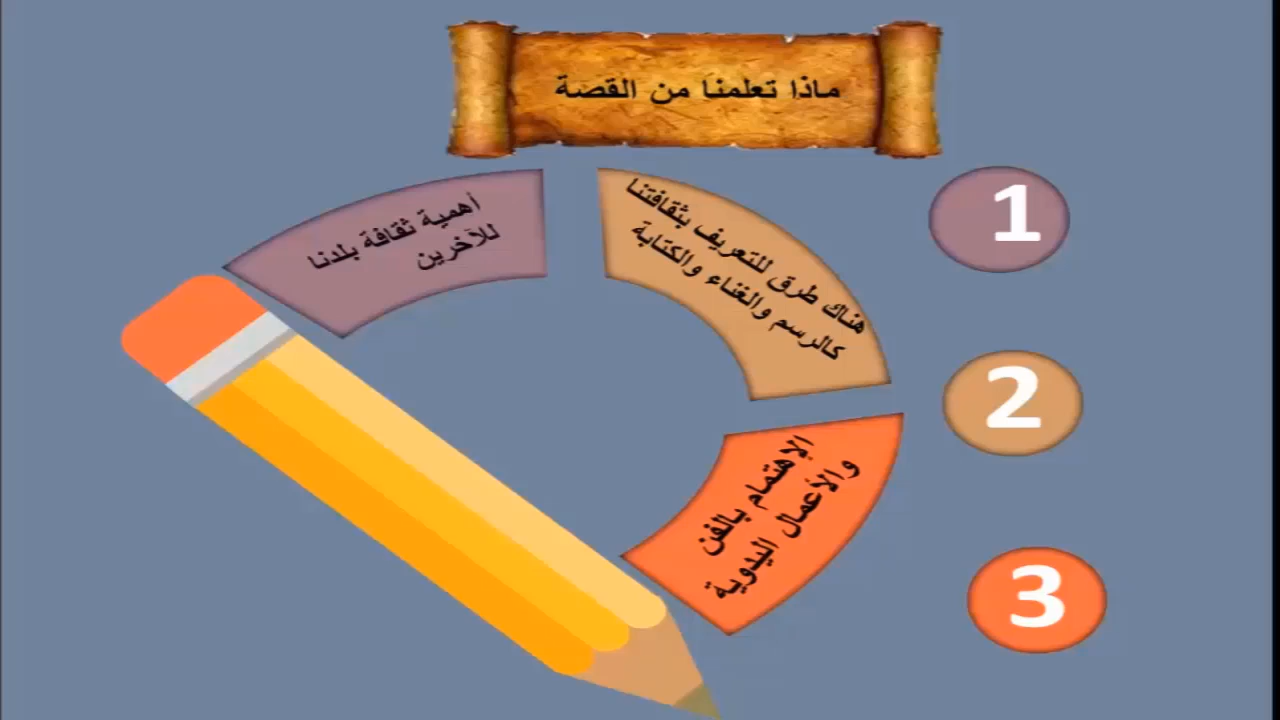 ماذا تعلمنا من القصة
أهمية ثقافة بلدنا
للآخرين
هناك طرق للتعريف بثقافتنا
كالرسم والغناء والكتابة
الإهتمام بالفن
والأعمال اليدوية
1
2
3